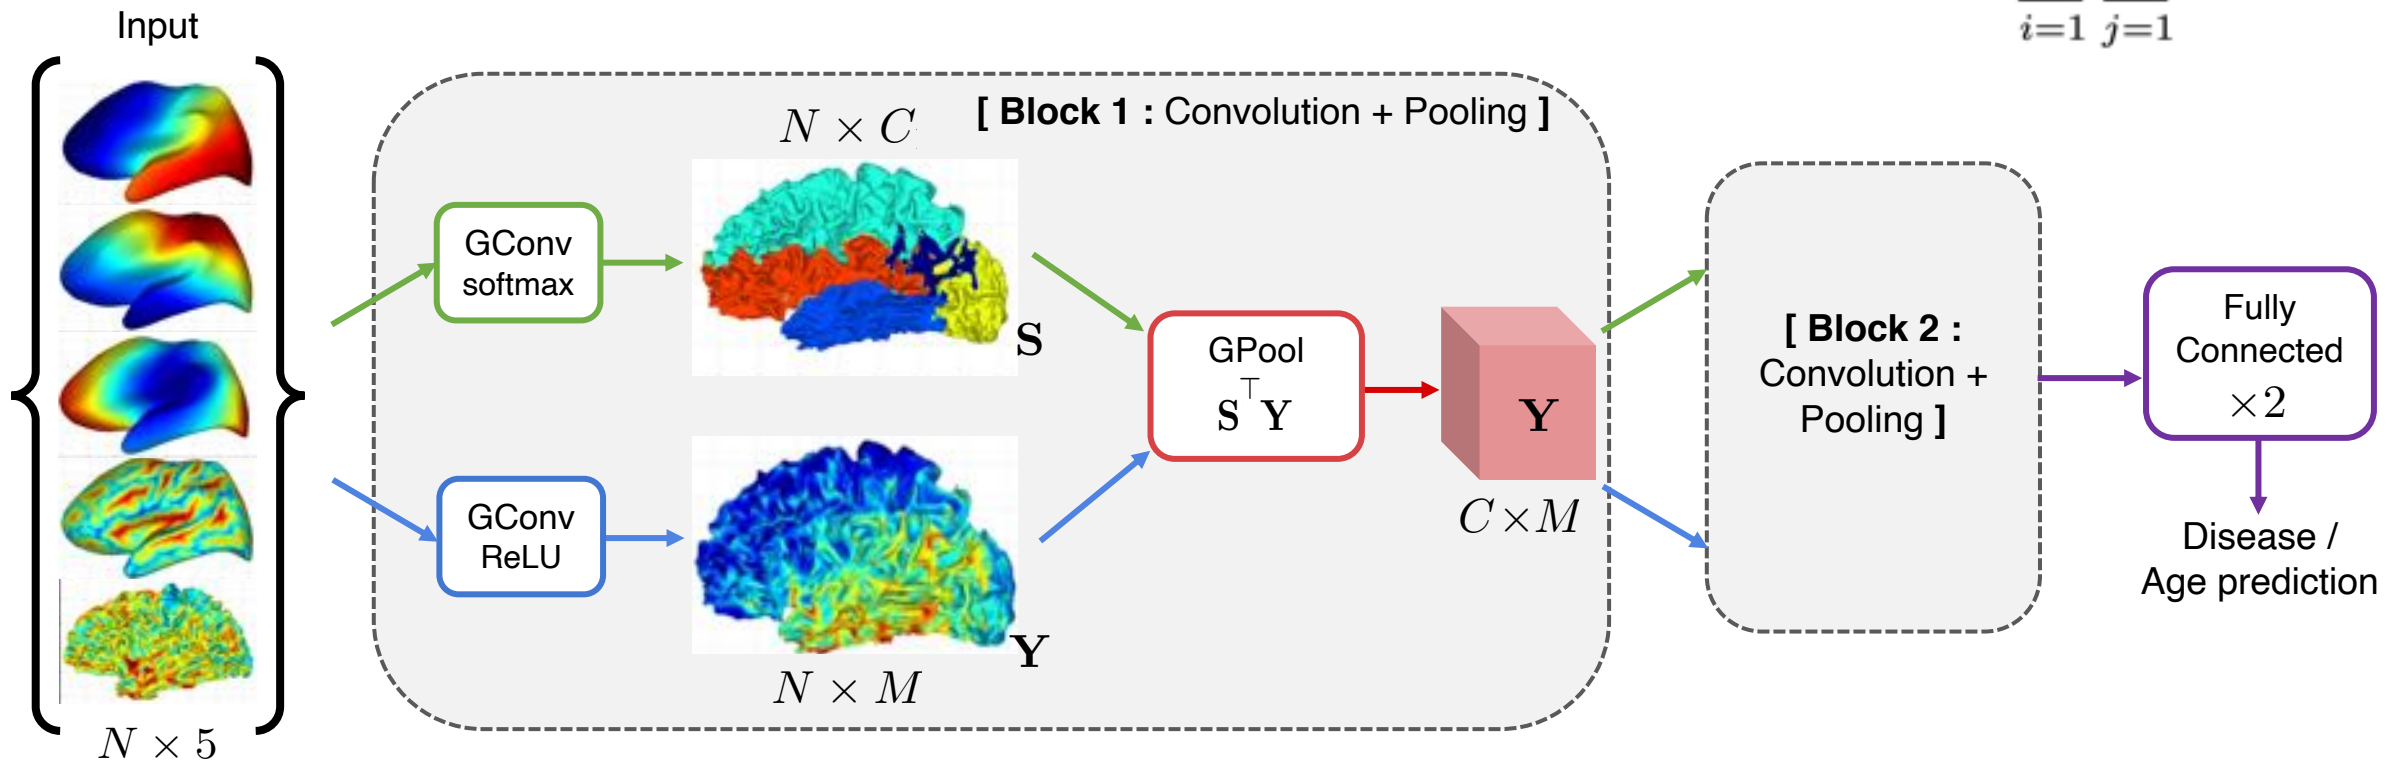 Input
i=1 j=1
[ Block 1 : Convolution + Pooling ]
N × C
GConv
softmax
S
GPool
S⊤Y
Y
C×M
GConv
ReLU
Y
N × M
N × 5
[ Block 2 :
Convolution +
Pooling ]
Fully
Connected
×2
Disease /
Age prediction